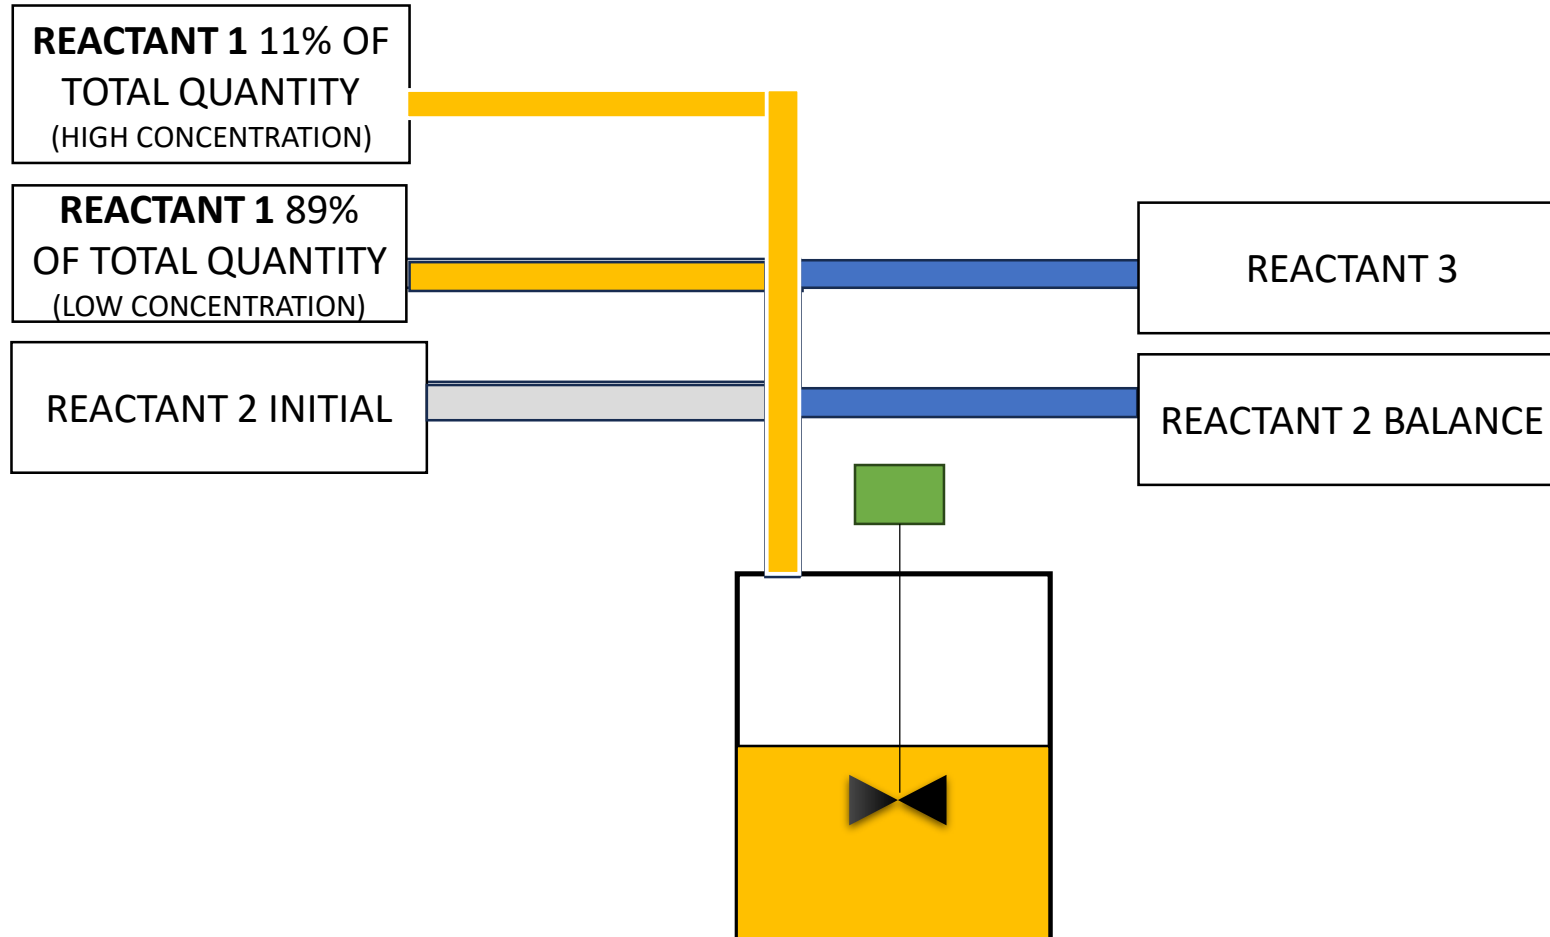 REACTANT 1 11% OF
TOTAL QUANTITY
(HIGH CONCENTRATION)
REACTANT 1 89%
OF TOTAL QUANTITY
(LOW CONCENTRATION)
REACTANT 2 INITIAL
REACTANT 3
REACTANT 2 BALANCE